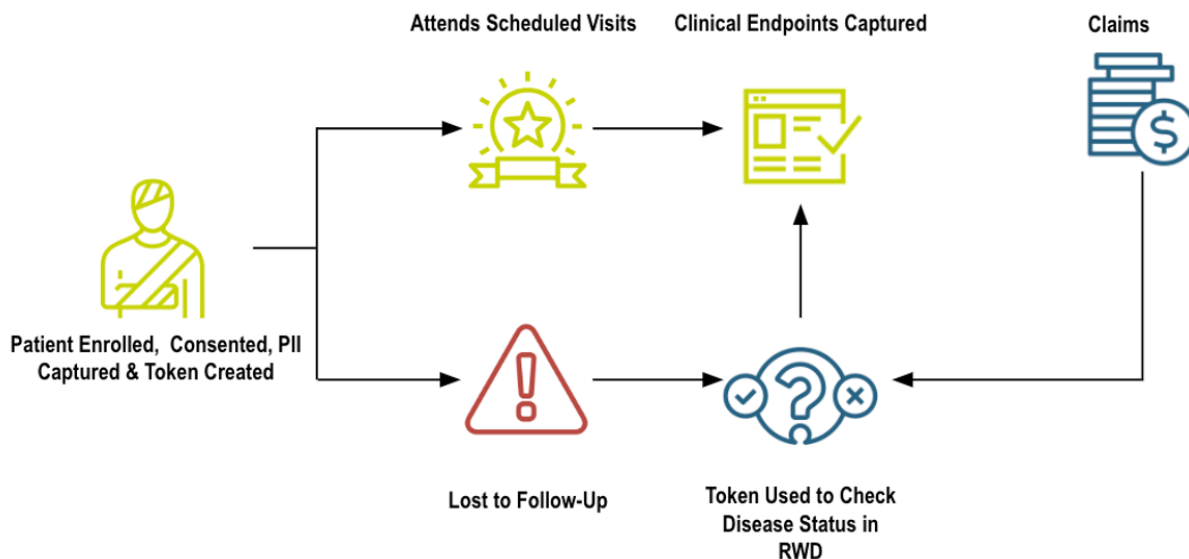 Attends Scheduled Visits
Clinical Endpoints Captured
Claims
$
Patient Enrolled, Consented, PII
Captured & Token Created
Lost to Follow-Up
Token Used to Check
Disease Status in
RWD